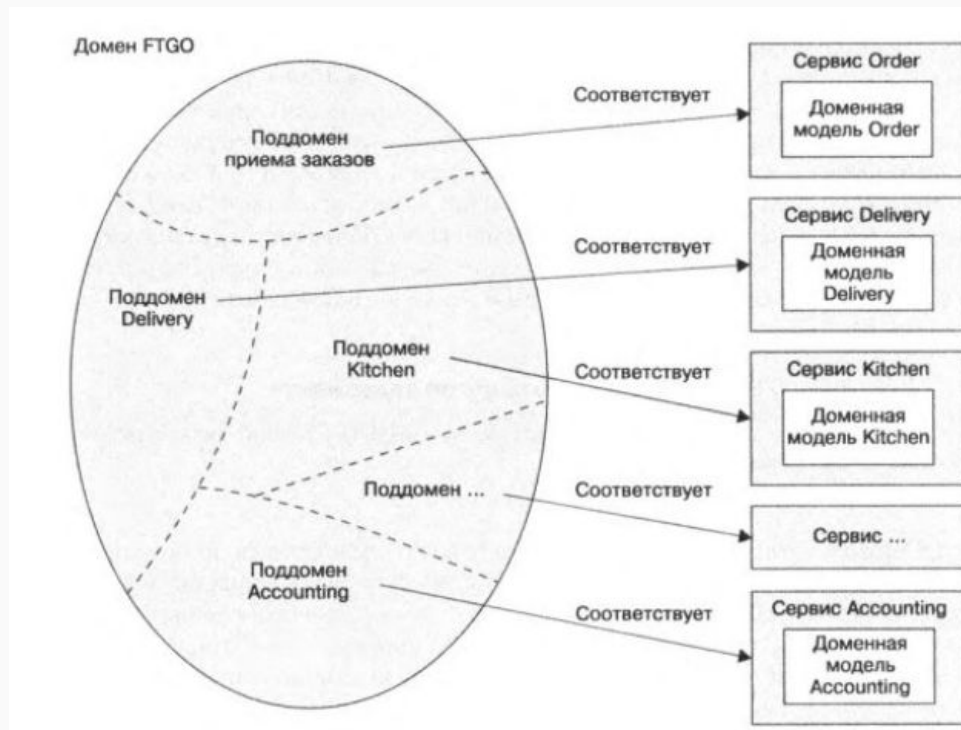 Домен FTGO
Поддомен
приема заказов
Поддомен
Delivery
Поддомен
Kitchen
Поддомен ...
Поддомен
Accounting
Соответствует
Соответствует
Соответствует
Соответствует
Соответствует
Сервис Order
Доменная
модель Order
Сервис Delivery
Доменная
модель
Delivery
Сервис Kitchen
Доменная
модель Kitchen
Сервис ...
Сервис Accounting
Доменная
модель
Accounting